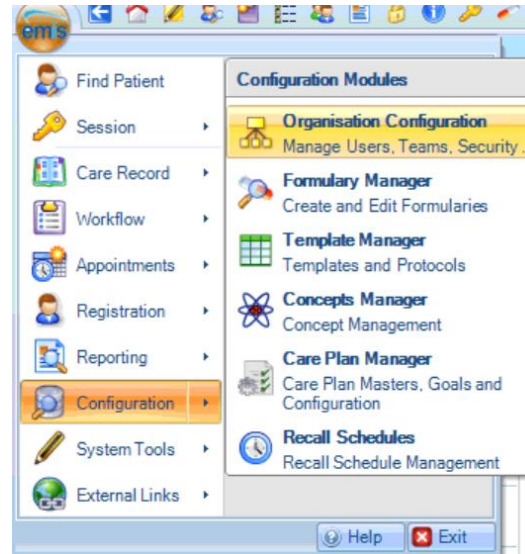 emis
Find Patient
Session
Care Record
Workflow
Appointments
Registration
Reporting
Configuration
System Tools
External Links
Configuration Modules
Organisation Configuration
Manage Users, Teams, Security .
Formulary Manager
Create and Edit Formularies
Template Manager
Templates and Protocols
Concepts Manager
Concept Management
Care Plan Manager
Care Plan Masters, Goals and
Configuration
Recall Schedules
Recall Schedule Management
Help
Exit